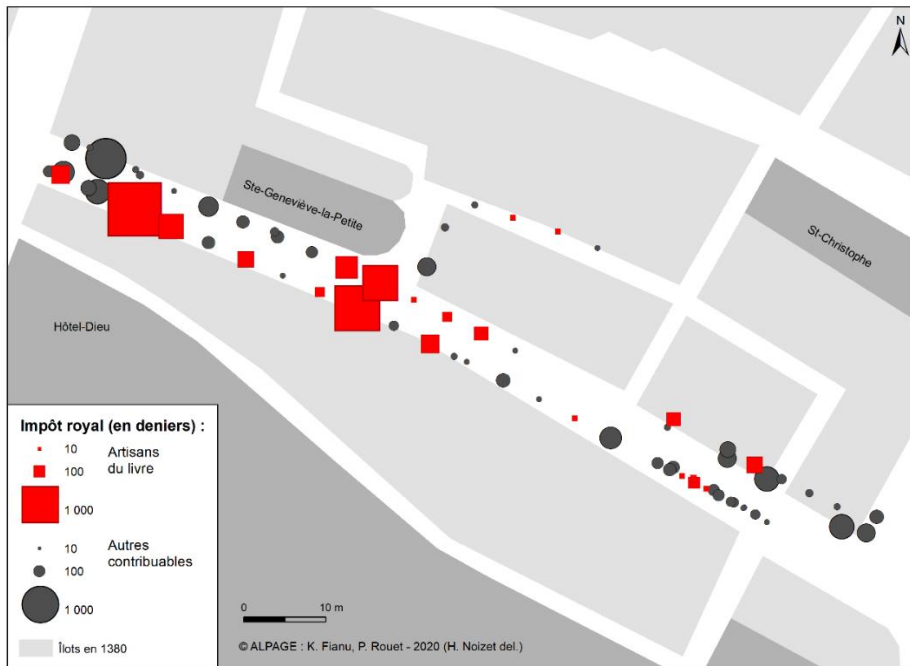 N
Ste-Geneviève-la-Petite
St-Christophe
Hôtel-Dieu
Impôt royal (en deniers) :
10
Artisans
du livre
100
1 000
10
Autres
contribuables
100
1 000
Îlots en 1380
0 10 m
© ALPAGE : K. Fianu, P. Rouet - 2020 (H. Noizet del.)